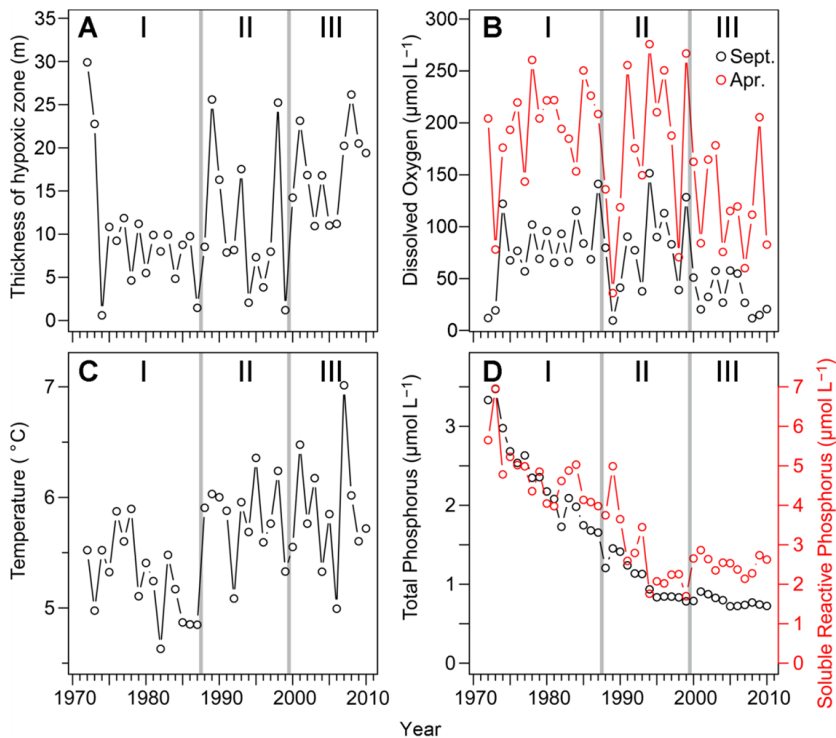 A I II III
35
30
25
20
15
10
5
0
Thickness of hypoxic zone (m)
B I II III
Sept.
Apr.
300
250
200
150
100
50
0
Dissolved Oxygen (μmol L⁻¹)
C I II III
7
6
5
Temperature ( °C)
1970 1980 1990 2000 2010
D I II III
3
2
1
0
Total Phosphorus (μmol L⁻¹)
7
6
5
4
3
2
1
0
Soluble Reactive Phosphorus (μmol L⁻¹)
1970 1980 1990 2000 2010
Year